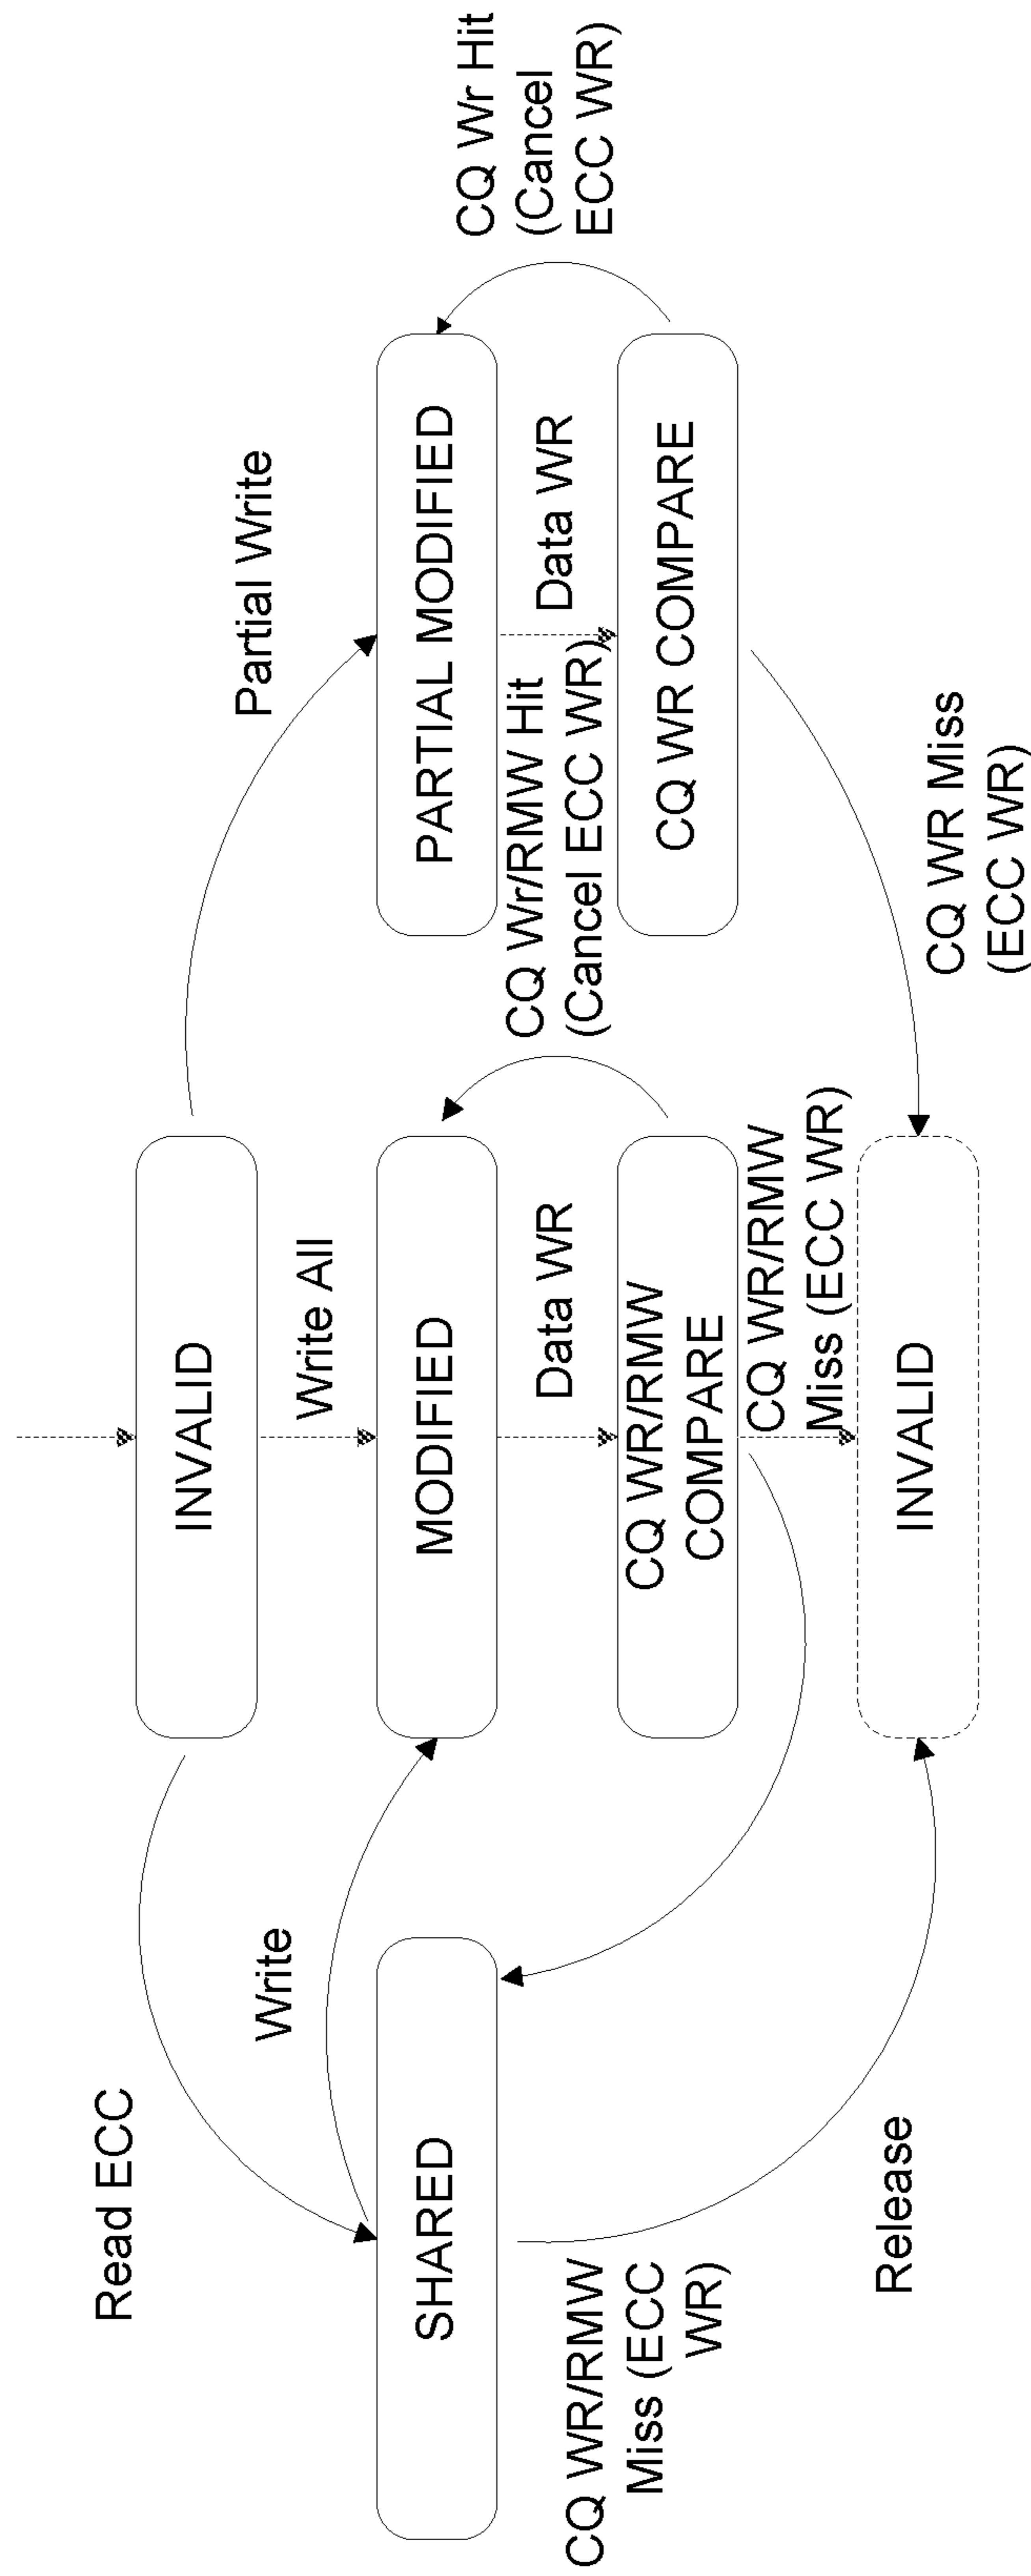 Read ECC
INVALID
Write
Partial Write
Write All
SHARED
MODIFIED
PARTIAL MODIFIED
CQ Wr Hit
(Cancel
ECC WR)
CQ Wr/RMW Hit
(Cancel ECC WR)
Data WR
Data WR
CQ WR/RMW
Miss (ECC
WR)
CQ WR/RMW
COMPARE
CQ WR COMPARE
CQ WR/RMW
Miss (ECC WR)
Release
INVALID
CQ WR Miss
(ECC WR)